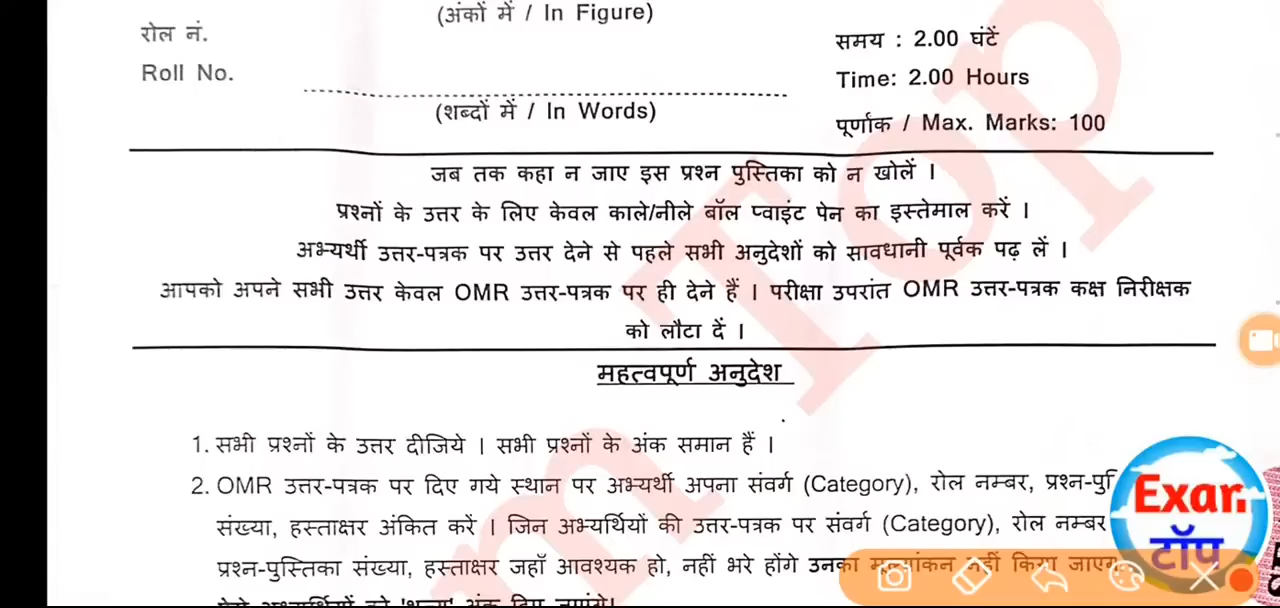 (अंकों में / In Figure)
रोल नं.
Roll No.
(शब्दों में / In Words)
समय : 2.00 घंटें
Time: 2.00 Hours
पूर्णांक / Max. Marks: 100
जब तक कहा न जाए इस प्रश्न पुस्तिका को न खोलें ।
प्रश्नों के उत्तर के लिए केवल काले/नीले बॉल प्वाइंट पेन का इस्तेमाल करें ।
अभ्यर्थी उत्तर-पत्रक पर उत्तर देने से पहले सभी अनुदेशों को सावधानी पूर्वक पढ़ लें ।
आपको अपने सभी उत्तर केवल OMR उत्तर-पत्रक पर ही देने हैं । परीक्षा उपरांत OMR उत्तर-पत्रक कक्ष निरीक्षक
को लौटा दें ।
महत्वपूर्ण अनुदेश
1. सभी प्रश्नों के उत्तर दीजिये । सभी प्रश्नों के अंक समान हैं ।
2. OMR उत्तर-पत्रक पर दिए गये स्थान पर अभ्यर्थी अपना संवर्ग (Category), रोल नम्बर,
संख्या, हस्ताक्षर अंकित करें । जिन अभ्यर्थियों की उत्तर-पत्रक पर संवर्ग (Category), रोल नम्बर
प्रश्न-पुस्तिका संख्या, हस्ताक्षर जहाँ आवश्यक हो, नहीं भरे होंगे उनका मूल्यांकन नहीं किया
m Top
टॉप